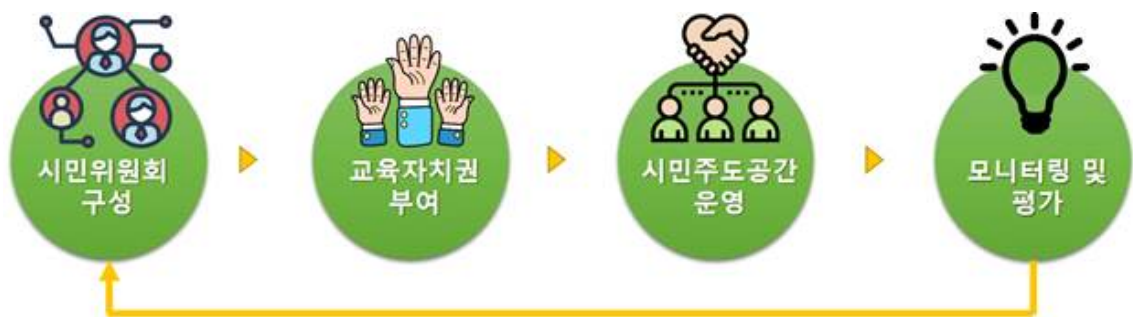 시민위원회
구성
교육자치권
부여
시민주도공간
운영
모니터링 및
평가